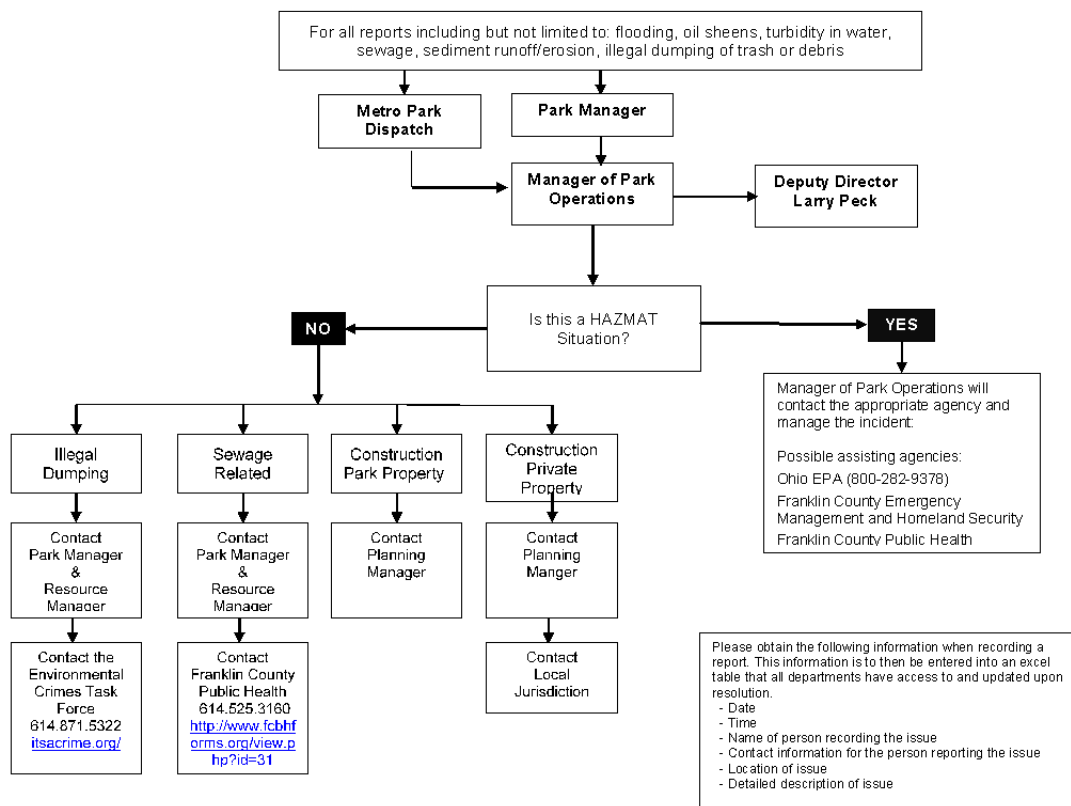 For all reports including but not limited to: flooding, oil sheens, turbidity in water,
sewage, sediment runoff/erosion, illegal dumping of trash or debris
Metro Park
Dispatch
Park Manager
Manager of Park
Operations
Deputy Director
Larry Peck
Is this a HAZMAT
Situation?
NO
YES
Manager of Park Operations will
contact the appropriate agency and
manage the incident:
Possible assisting agencies:
Ohio EPA (800-282-9378)
Franklin County Emergency
Management and Homeland Security
Franklin County Public Health
Illegal
Dumping
Sewage
Related
Construction
Park Property
Construction
Private
Property
Contact
Park Manager
&
Resource
Manager
Contact
Park Manager
&
Resource
Manager
Contact
Planning
Manager
Contact
Planning
Manger
Contact the
Environmental
Crimes Task
Force
614.871.5322
itsacrime.org/
Contact
Franklin County
Public Health
614.525.3160
http://www.fcbhf
orms.org/view.p
hp?id=31
Contact
Local
Jurisdiction
Please obtain the following information when recording a
report. This information is to then be entered into an excel
table that all departments have access to and updated upon
resolution.
- Date
- Time
- Name of person recording the issue
- Contact information for the person reporting the issue
- Location of issue
- Detailed description of issue